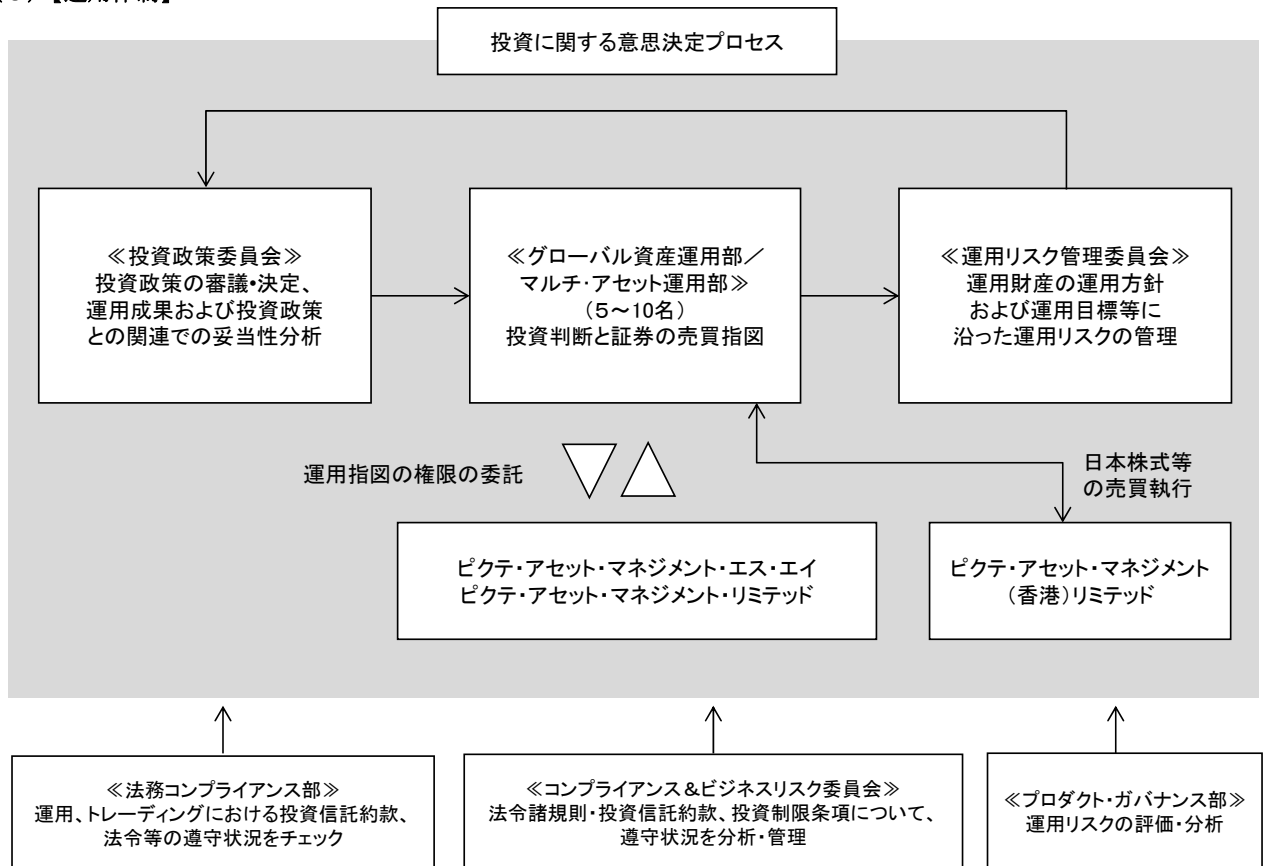 投資に関する意思決定プロセス
≪投資政策委員会≫
投資政策の審議・決定、
運用成果および投資政策
との関連での妥当性分析
≪グローバル資産運用部／
マルチ・アセット運用部≫
（5～10名）
投資判断と証券の売買指図
≪運用リスク管理委員会≫
運用財産の運用方針
および運用目標等に
沿った運用リスクの管理
運用指図の権限の委託
日本株式等
の売買執行
ピクテ・アセット・マネジメント・エス・エイ
ピクテ・アセット・マネジメント・リミテッド
ピクテ・アセット・マネジメント
（香港）リミテッド
≪法務コンプライアンス部≫
運用、トレーディングにおける投資信託約款、
法令等の遵守状況をチェック
≪コンプライアンス＆ビジネスリスク委員会≫
法令諸規則・投資信託約款、投資制限条項について、
遵守状況を分析・管理
≪プロダクト・ガバナンス部≫
運用リスクの評価・分析